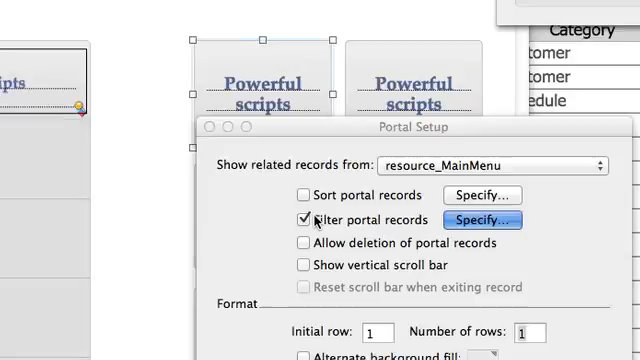 Category
tomer
tomer
edule
ipts
Powerful
scripts
Powerful
scripts
Portal Setup
Show related records from: resource_MainMenu
Sort portal records Specify...
Filter portal records Specify...
Allow deletion of portal records
Show vertical scroll bar
Reset scroll bar when exiting record
Format
Initial row: 1 Number of rows: 1
Alternate background fill: